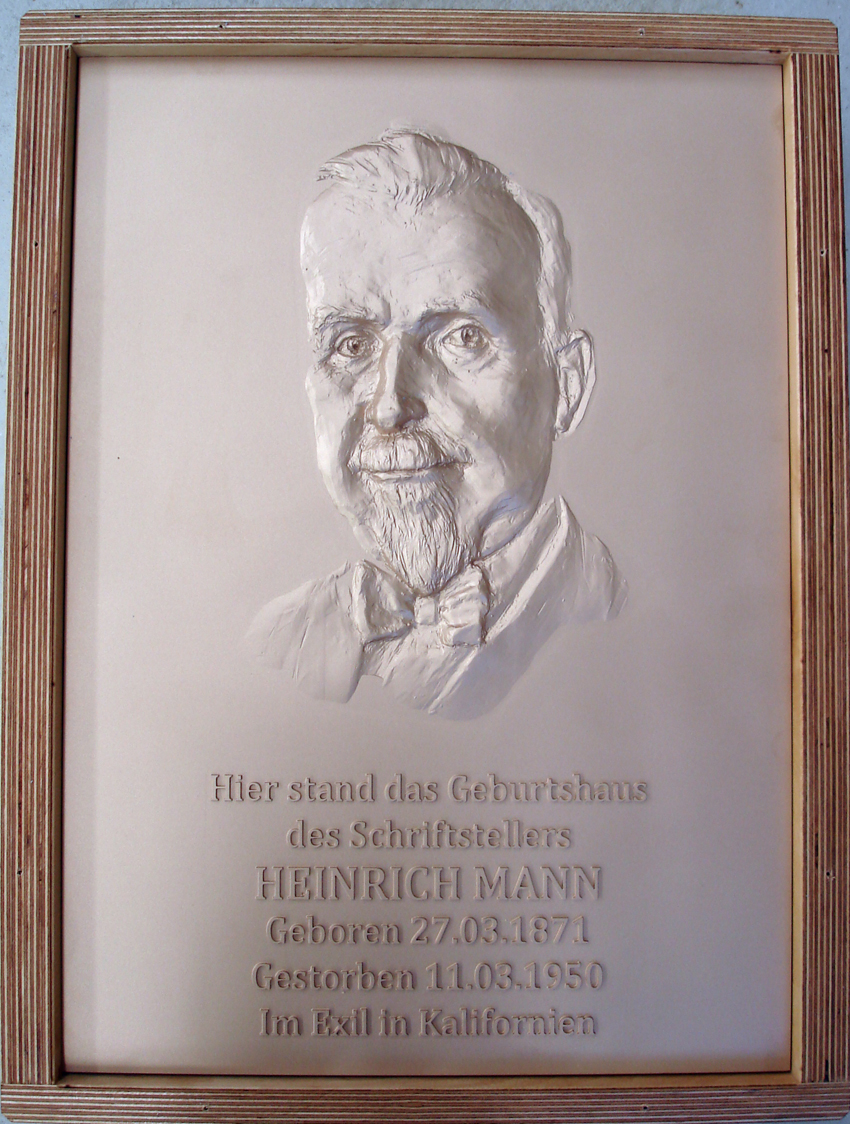 Hier stand das Geburtshaus
des Schriftstellers
HEINRICH MANN
Geboren 27.03.1871
Gestorben 11.03.1950
Im Exil in Kalifornien